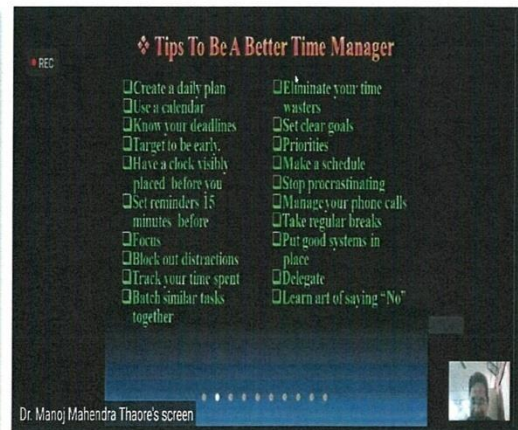 Tips To Be A Better Time Manager
REC
Create a daily plan
Use a calendar
Know your deadlines
Target to be early.
Have a clock visibly
placed before you
Set reminders 15
minutes before
Focus
Block out distractions
Track your time spent
Batch similar tasks
together
Eliminate your time
wasters
Set clear goals
Priorities
Make a schedule
Stop procrastinating
Manage your phone calls
Take regular breaks
Put good systems in
place
Delegate
Learn art of saying “No”
Dr. Manoj Mahendra Thaore's screen